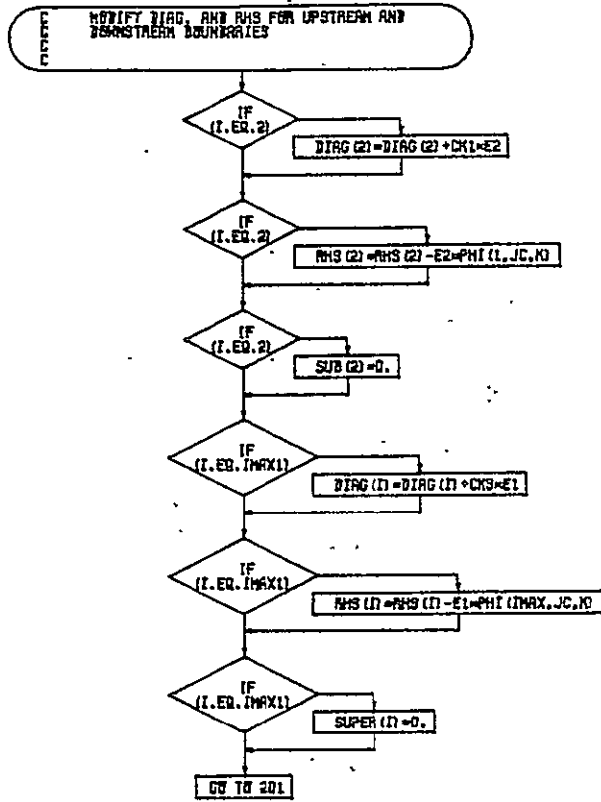 C MODIFY DIAG, AND RHS FOR UPSTREAM AND
C DOWNSTREAM BOUNDARIES
C
C
IF
(I.EQ.2)
DIAG(2)=DIAG(2)+CK1*E2
IF
(I.EQ.2)
RHS(2)=RHS(2)-E2*PHI(1,JC,K)
IF
(I.EQ.2)
SUB(2)=0.
IF
(I.EQ.IMAX1)
DIAG(I)=DIAG(I)+CK3*E1
IF
(I.EQ.IMAX1)
RHS(I)=RHS(I)-E1*PHI(IMAX,JC,K)
IF
(I.EQ.IMAX1)
SUPER(I)=0.
GO TO 201